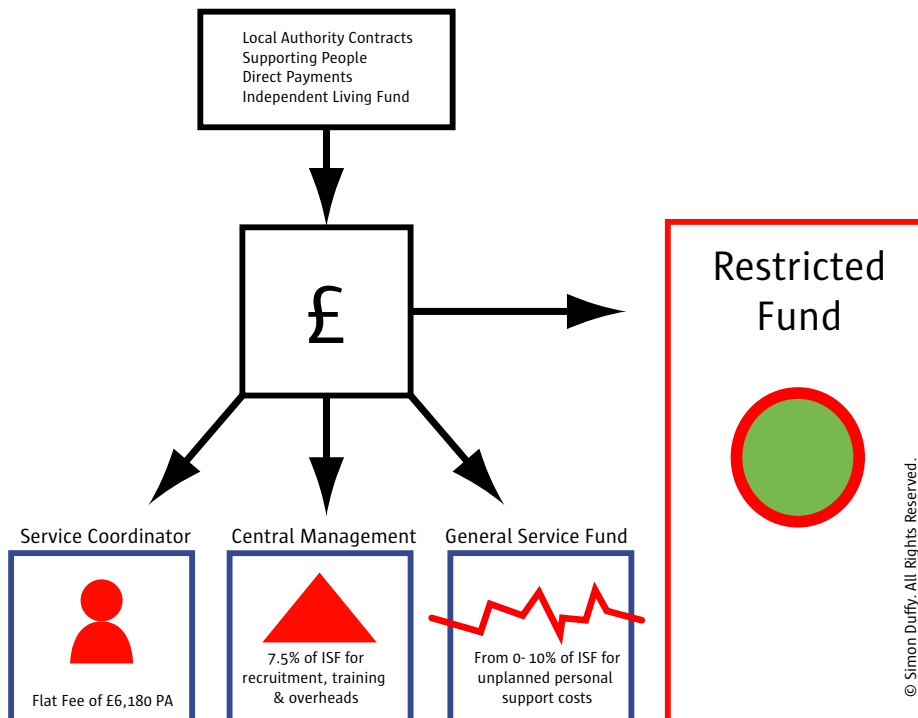 Local Authority Contracts
Supporting People
Direct Payments
Independent Living Fund
£
Restricted
Fund
Service Coordinator
Flat Fee of £6,180 PA
Central Management
7.5% of ISF for
recruitment, training
& overheads
General Service Fund
From 0- 10% of ISF for
unplanned personal
support costs
© Simon Duffy. All Rights Reserved.